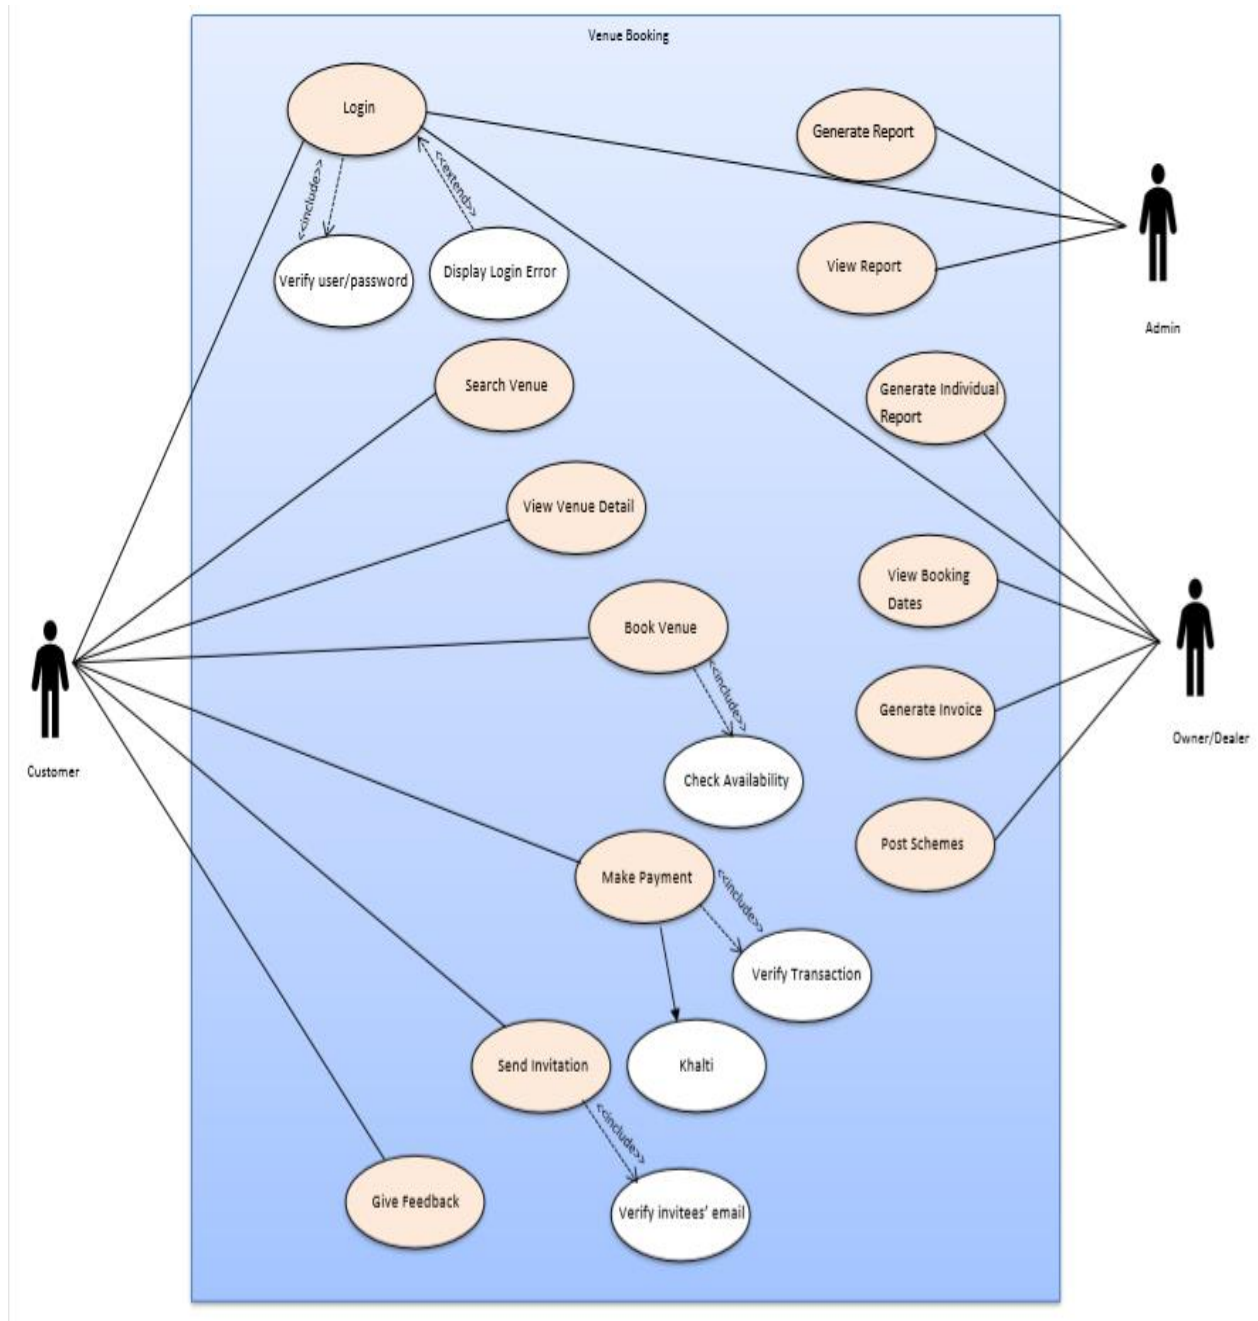 Venue Booking
Login
Generate Report
<<include>>
<<extend>>
Verify user/password
Display Login Error
View Report
Admin
Search Venue
Generate Individual
Report
View Venue Detail
View Booking
Dates
Book Venue
<<include>>
Generate Invoice
Owner/Dealer
Customer
Check Availability
Post Schemes
Make Payment
<<include>>
Verify Transaction
Send Invitation
Khalti
<<include>>
Give Feedback
Verify invitees' email